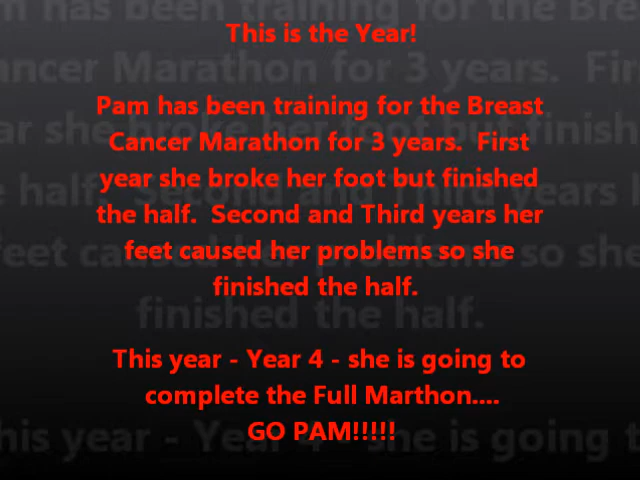 This is the Year!
Pam has been training for the Breast
Cancer Marathon for 3 years.  First
year she broke her foot but finished
the half.  Second and Third years her
feet caused her problems so she
finished the half.
This year - Year 4 - she is going to
complete the Full Marthon....
GO PAM!!!!!